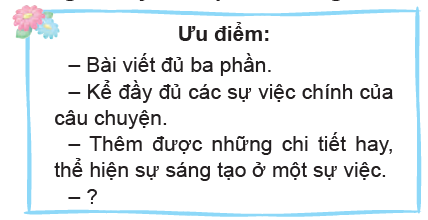 Ưu điểm:
– Bài viết đủ ba phần.
– Kể đầy đủ các sự việc chính của
câu chuyện.
– Thêm được những chi tiết hay,
thể hiện sự sáng tạo ở một sự việc.
– ?